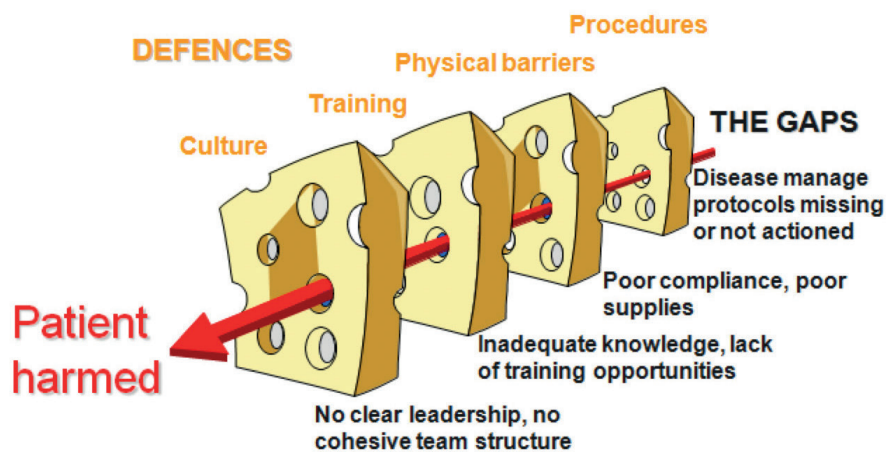 Procedures
DEFENCES
Physical barriers
Training
Culture
THE GAPS
Disease manage
protocols missing
or not actioned
Poor compliance, poor
supplies
Inadequate knowledge, lack
of training opportunities
No clear leadership, no
cohesive team structure
Patient
harmed